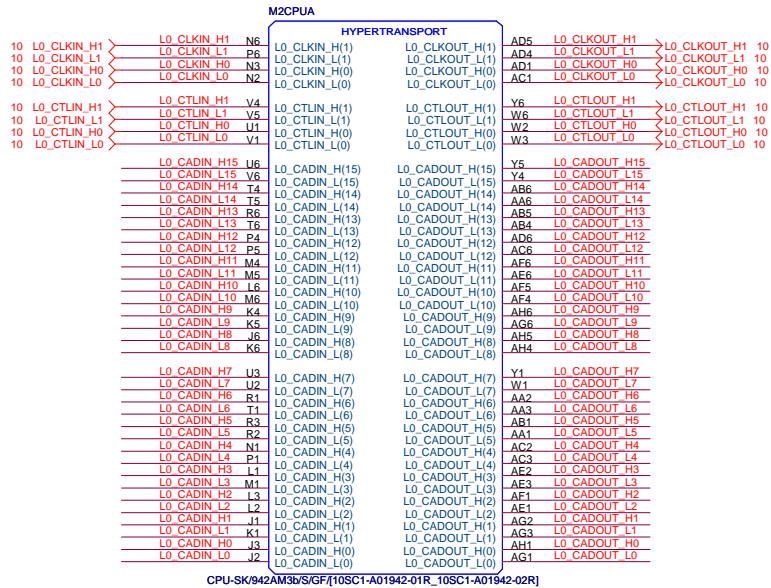 M2CPUA
HYPERTRANSPORT
10 L0_CLKIN_H1 L0_CLKIN_H1 N6 L0_CLKIN_H(1) L0_CLKOUT_H(1) AD5 L0_CLKOUT_H1 L0_CLKOUT_H1 10
10 L0_CLKIN_L1 L0_CLKIN_L1 P6 L0_CLKIN_L(1) L0_CLKOUT_L(1) AD4 L0_CLKOUT_L1 L0_CLKOUT_L1 10
10 L0_CLKIN_H0 L0_CLKIN_H0 N3 L0_CLKIN_H(0) L0_CLKOUT_H(0) AD1 L0_CLKOUT_H0 L0_CLKOUT_H0 10
10 L0_CLKIN_L0 L0_CLKIN_L0 N2 L0_CLKIN_L(0) L0_CLKOUT_L(0) AC1 L0_CLKOUT_L0 L0_CLKOUT_L0 10
10 L0_CTLIN_H1 L0_CTLIN_H1 V4 L0_CTLIN_H(1) L0_CTLOUT_H(1) Y6 L0_CTLOUT_H1 L0_CTLOUT_H1 10
10 L0_CTLIN_L1 L0_CTLIN_L1 V5 L0_CTLIN_L(1) L0_CTLOUT_L(1) W6 L0_CTLOUT_L1 L0_CTLOUT_L1 10
10 L0_CTLIN_H0 L0_CTLIN_H0 U1 L0_CTLIN_H(0) L0_CTLOUT_H(0) W2 L0_CTLOUT_H0 L0_CTLOUT_H0 10
10 L0_CTLIN_L0 L0_CTLIN_L0 V1 L0_CTLIN_L(0) L0_CTLOUT_L(0) W3 L0_CTLOUT_L0 L0_CTLOUT_L0 10
L0_CADIN_H15 U6 L0_CADIN_H(15) L0_CADOUT_H(15) Y5 L0_CADOUT_H15
L0_CADIN_L15 V6 L0_CADIN_L(15) L0_CADOUT_L(15) Y4 L0_CADOUT_L15
L0_CADIN_H14 T4 L0_CADIN_H(14) L0_CADOUT_H(14) AB6 L0_CADOUT_H14
L0_CADIN_L14 T5 L0_CADIN_L(14) L0_CADOUT_L(14) AA6 L0_CADOUT_L14
L0_CADIN_H13 R6 L0_CADIN_H(13) L0_CADOUT_H(13) AB5 L0_CADOUT_H13
L0_CADIN_L13 T6 L0_CADIN_L(13) L0_CADOUT_L(13) AB4 L0_CADOUT_L13
L0_CADIN_H12 P4 L0_CADIN_H(12) L0_CADOUT_H(12) AD6 L0_CADOUT_H12
L0_CADIN_L12 P5 L0_CADIN_L(12) L0_CADOUT_L(12) AC6 L0_CADOUT_L12
L0_CADIN_H11 M4 L0_CADIN_H(11) L0_CADOUT_H(11) AF6 L0_CADOUT_H11
L0_CADIN_L11 M5 L0_CADIN_L(11) L0_CADOUT_L(11) AE6 L0_CADOUT_L11
L0_CADIN_H10 L6 L0_CADIN_H(10) L0_CADOUT_H(10) AF5 L0_CADOUT_H10
L0_CADIN_L10 M6 L0_CADIN_L(10) L0_CADOUT_L(10) AF4 L0_CADOUT_L10
L0_CADIN_H9 K4 L0_CADIN_H(9) L0_CADOUT_H(9) AH6 L0_CADOUT_H9
L0_CADIN_L9 K5 L0_CADIN_L(9) L0_CADOUT_L(9) AG6 L0_CADOUT_L9
L0_CADIN_H8 J6 L0_CADIN_H(8) L0_CADOUT_H(8) AH5 L0_CADOUT_H8
L0_CADIN_L8 K6 L0_CADIN_L(8) L0_CADOUT_L(8) AH4 L0_CADOUT_L8
L0_CADIN_H7 U3 L0_CADIN_H(7) L0_CADOUT_H(7) Y1 L0_CADOUT_H7
L0_CADIN_L7 U2 L0_CADIN_L(7) L0_CADOUT_L(7) W1 L0_CADOUT_L7
L0_CADIN_H6 R1 L0_CADIN_H(6) L0_CADOUT_H(6) AA2 L0_CADOUT_H6
L0_CADIN_L6 T1 L0_CADIN_L(6) L0_CADOUT_L(6) AA3 L0_CADOUT_L6
L0_CADIN_H5 R3 L0_CADIN_H(5) L0_CADOUT_H(5) AB1 L0_CADOUT_H5
L0_CADIN_L5 R2 L0_CADIN_L(5) L0_CADOUT_L(5) AA1 L0_CADOUT_L5
L0_CADIN_H4 N1 L0_CADIN_H(4) L0_CADOUT_H(4) AC2 L0_CADOUT_H4
L0_CADIN_L4 P1 L0_CADIN_L(4) L0_CADOUT_L(4) AC3 L0_CADOUT_L4
L0_CADIN_H3 L1 L0_CADIN_H(3) L0_CADOUT_H(3) AE2 L0_CADOUT_H3
L0_CADIN_L3 M1 L0_CADIN_L(3) L0_CADOUT_L(3) AE3 L0_CADOUT_L3
L0_CADIN_H2 L3 L0_CADIN_H(2) L0_CADOUT_H(2) AF1 L0_CADOUT_H2
L0_CADIN_L2 L2 L0_CADIN_L(2) L0_CADOUT_L(2) AE1 L0_CADOUT_L2
L0_CADIN_H1 J1 L0_CADIN_H(1) L0_CADOUT_H(1) AG2 L0_CADOUT_H1
L0_CADIN_L1 K1 L0_CADIN_L(1) L0_CADOUT_L(1) AG3 L0_CADOUT_L1
L0_CADIN_H0 J3 L0_CADIN_H(0) L0_CADOUT_H(0) AH1 L0_CADOUT_H0
L0_CADIN_L0 J2 L0_CADIN_L(0) L0_CADOUT_L(0) AG1 L0_CADOUT_L0
CPU-SK/942AM3b/S/GF/[10SC1-A01942-01R_10SC1-A01942-02R]